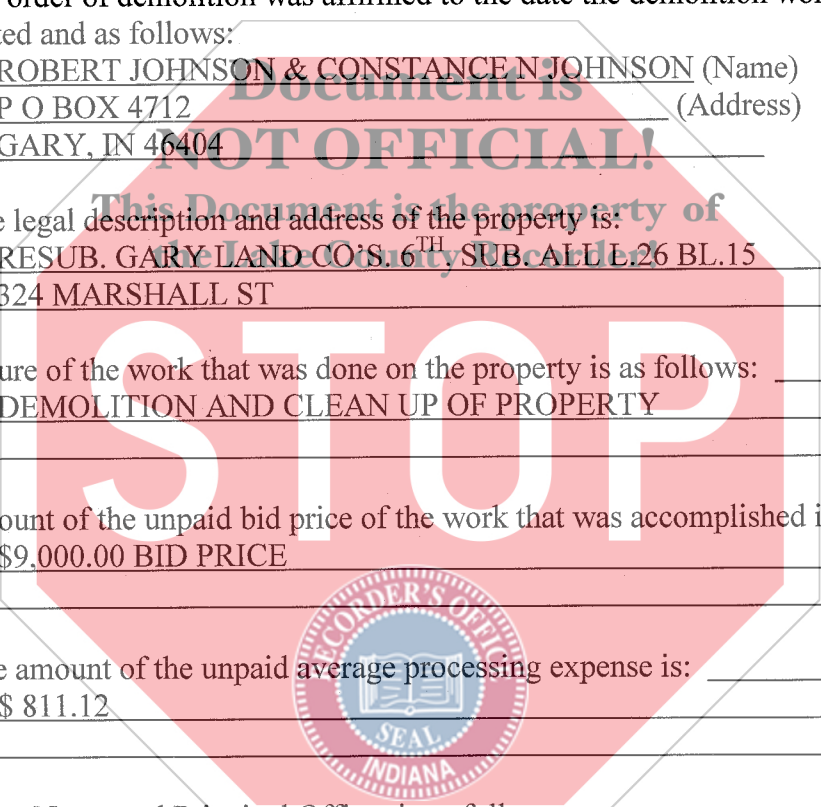 order of demolition was affirmed to the date the demolition wor
ted and as follows:
ROBERT JOHNSON & CONSTANCE N JOHNSON (Name)
Document is
P O BOX 4712 (Address)
NOT OFFICIAL!
GARY, IN 46404
This Document is the property of
e legal description and address of the property is:
the Lake County Recorder!
RESUB. GARY LAND CO'S. 6TH. SUB. ALL L.26 BL.15
324 MARSHALL ST
STOP
ure of the work that was done on the property is as follows:
DEMOLITION AND CLEAN UP OF PROPERTY
ount of the unpaid bid price of the work that was accomplished i
$9,000.00 BID PRICE
RECORDER'S OFFIC
e amount of the unpaid average processing expense is:
$ 811.12
SEAL
INDIANA